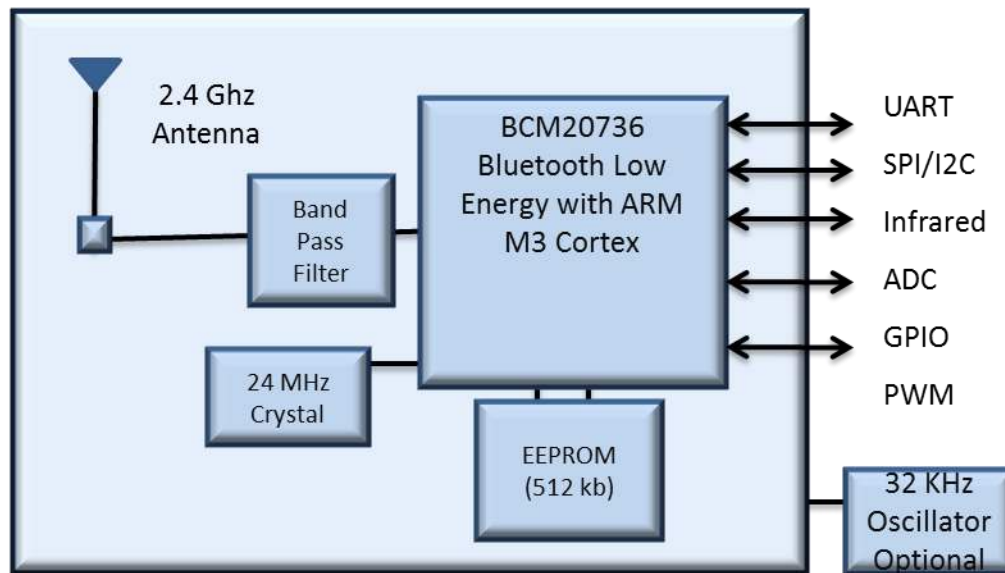 2.4 Ghz
Antenna
Band
Pass
Filter
BCM20736
Bluetooth Low
Energy with ARM
M3 Cortex
UART
SPI/I2C
Infrared
ADC
GPIO
PWM
24 MHz
Crystal
EEPROM
(512 kb)
32 KHz
Oscillator
Optional